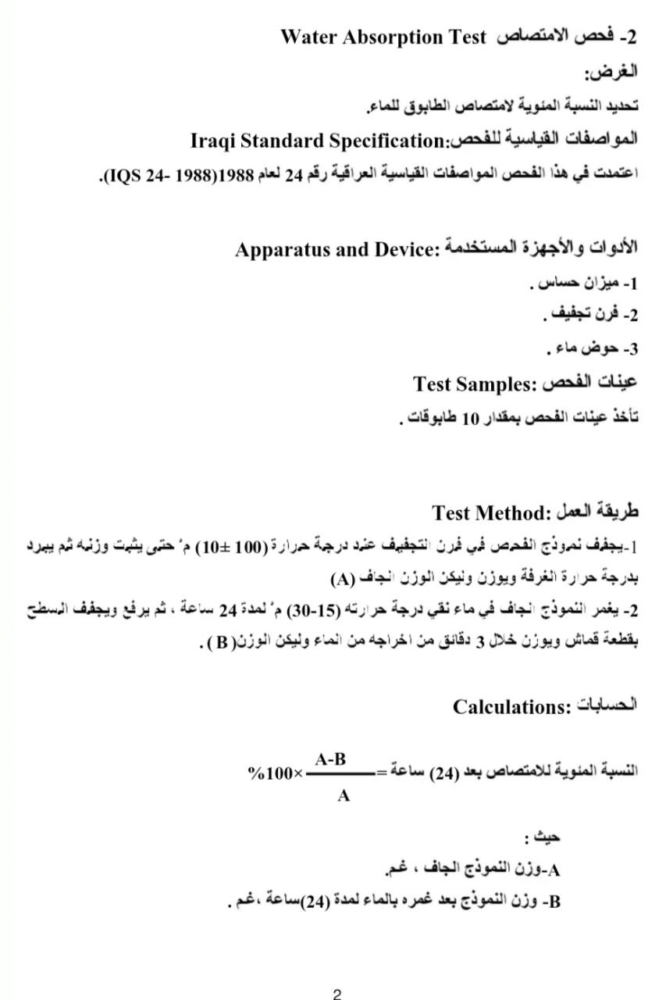 2- فحص الامتصاص Water Absorption Test
الغرض:
تحديد النسبة المئوية لامتصاص الطابوق للماء.
المواصفات القياسية للفحص:Iraqi Standard Specification
اعتمدت في هذا الفحص المواصفات القياسية العراقية رقم 24 لعام 1988(IQS 24- 1988).
الأدوات والأجهزة المستخدمة :Apparatus and Device
1- ميزان حساس .
2- فرن تجفيف .
3- حوض ماء .
عينات الفحص :Test Samples
تأخذ عينات الفحص بمقدار 10 طابوقات .
طريقة العمل :Test Method
1-يجفف نموذج الفحص في فرن التجفيف عند درجة حرارة (100 ±10) م˚ حتى يثبت وزنه ثم يبرد
بدرجة حرارة الغرفة ويوزن وليكن الوزن الجاف (A)
2- يغمر النموذج الجاف في ماء نقي درجة حرارته (15-30) م˚ لمدة 24 ساعة ، ثم يرفع ويجفف السطح
بقطعة قماش ويوزن خلال 3 دقائق من اخراجه من الماء وليكن الوزن( B ) .
الحسابات :Calculations
A-B
النسبة المئوية للامتصاص بعد (24) ساعة = ×100%
A
حيث :
A-وزن النموذج الجاف ، غم.
B- وزن النموذج بعد غمره بالماء لمدة (24)ساعة ،غم .
2